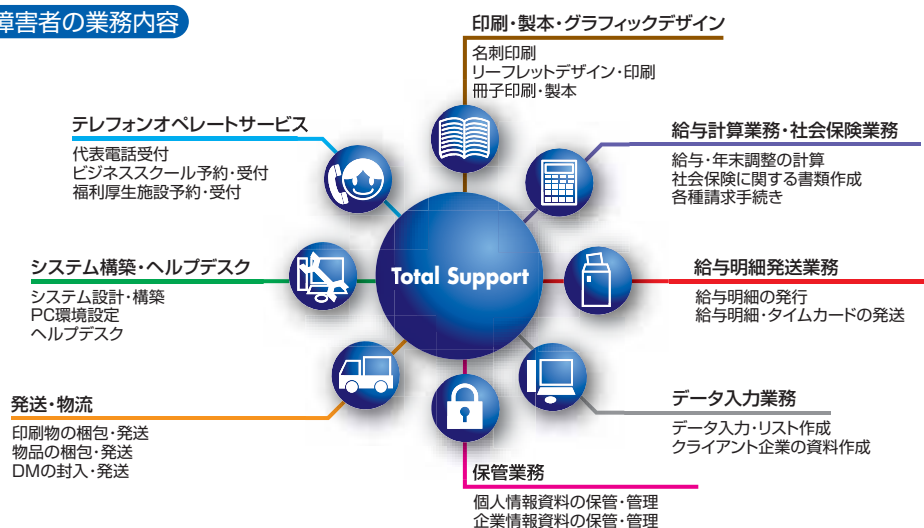 障害者の業務内容
印刷・製本・グラフィックデザイン
名刺印刷
リーフレットデザイン・印刷
冊子印刷・製本
給与計算業務・社会保険業務
給与・年末調整の計算
社会保険に関する書類作成
各種請求手続き
給与明細発送業務
給与明細の発行
給与明細・タイムカードの発送
データ入力業務
データ入力・リスト作成
クライアント企業の資料作成
保管業務
個人情報資料の保管・管理
企業情報資料の保管・管理
発送・物流
印刷物の梱包・発送
物品の梱包・発送
DMの封入・発送
システム構築・ヘルプデスク
システム設計・構築
PC環境設定
ヘルプデスク
テレフォンオペレートサービス
代表電話受付
ビジネススクール予約・受付
福利厚生施設予約・受付
Total Support